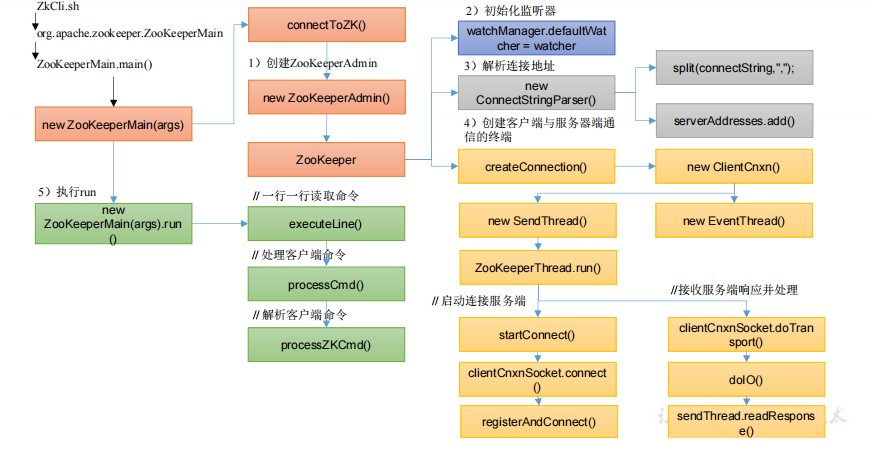 ZkCli.sh
org.apache.zookeeper.ZooKeeperMain
ZooKeeperMain.main()
new ZooKeeperMain(args)
5）执行run
new
ZooKeeperMain(args).run
()
connectToZK()
1）创建ZooKeeperAdmin
new ZooKeeperAdmin()
ZooKeeper
// 一行一行读取命令
executeLine()
// 处理客户端命令
processCmd()
// 解析客户端命令
processZKCmd()
2）初始化监听器
watchManager.defaultWat
cher = watcher
3）解析连接地址
new
ConnectStringParser()
split(connectString,",");
serverAddresses.add()
4）创建客户端与服务器端通
信的终端
createConnection()
new ClientCnxn()
new SendThread()
new EventThread()
ZooKeeperThread.run()
// 启动连接服务端
startConnect()
clientCnxnSocket.connect
()
registerAndConnect()
//接收服务端响应并处理
clientCnxnSocket.doTran
sport()
doIO()
sendThread.readRespons
e()